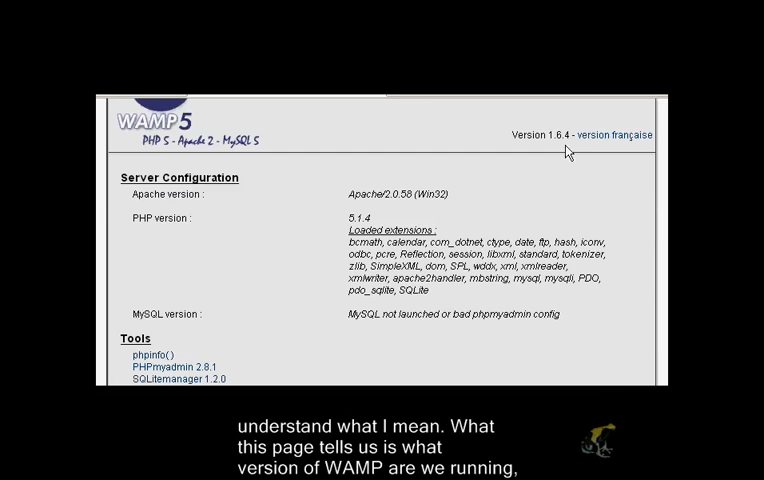 WAMP5
PHP 5 - Apache 2 - MySQL 5
Version 1.6.4 - version française
Server Configuration
Apache version : Apache/2.0.58 (Win32)
PHP version : 5.1.4
Loaded extensions :
bcmath, calendar, com_dotnet, ctype, date, ftp, hash, iconv,
odbc, pcre, Reflection, session, libxml, standard, tokenizer,
zlib, SimpleXML, dom, SPL, wddx, xml, xmlreader,
xmlwriter, apache2handler, mbstring, mysql, mysqli, PDO,
pdo_sqlite, SQLite
MySQL version : MySQL not launched or bad phpmyadmin config
Tools
phpinfo()
PHPmyadmin 2.8.1
SQLitemanager 1.2.0
understand what I mean. What
this page tells us is what
version of WAMP are we running,